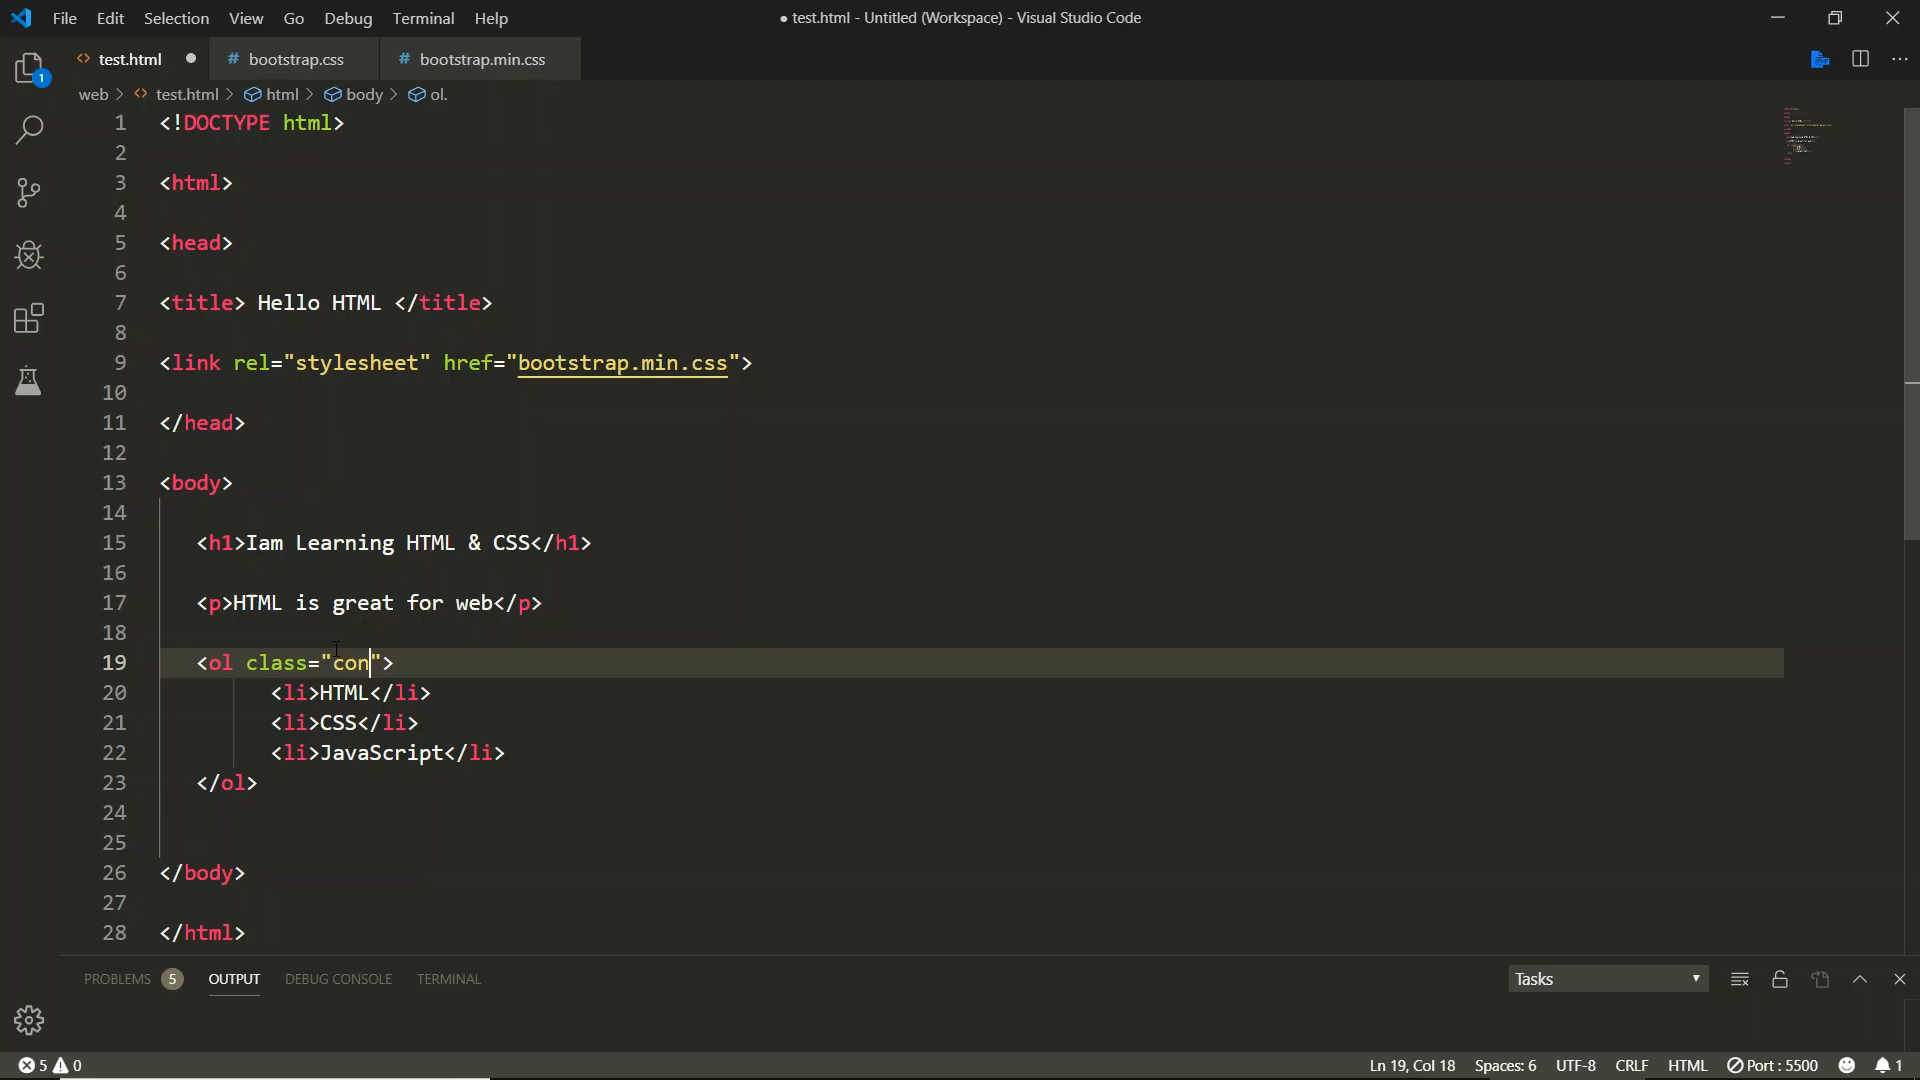 File Edit Selection View Go Debug Terminal Help
● test.html - Untitled (Workspace) - Visual Studio Code
1
<> test.html ● # bootstrap.css # bootstrap.min.css
web > <> test.html > html > body > ol.
1 <!DOCTYPE html>
2
3 <html>
4
5 <head>
6
7 <title> Hello HTML </title>
8
9 <link rel="stylesheet" href="bootstrap.min.css">
10
11 </head>
12
13 <body>
14
15 <h1>Iam Learning HTML & CSS</h1>
16
17 <p>HTML is great for web</p>
18
19 <ol class="con">
20 <li>HTML</li>
21 <li>CSS</li>
22 <li>JavaScript</li>
23 </ol>
24
25
26 </body>
27
28 </html>
PROBLEMS 5 OUTPUT DEBUG CONSOLE TERMINAL Tasks
5 0 Ln 19, Col 18 Spaces: 6 UTF-8 CRLF HTML Port : 5500 1